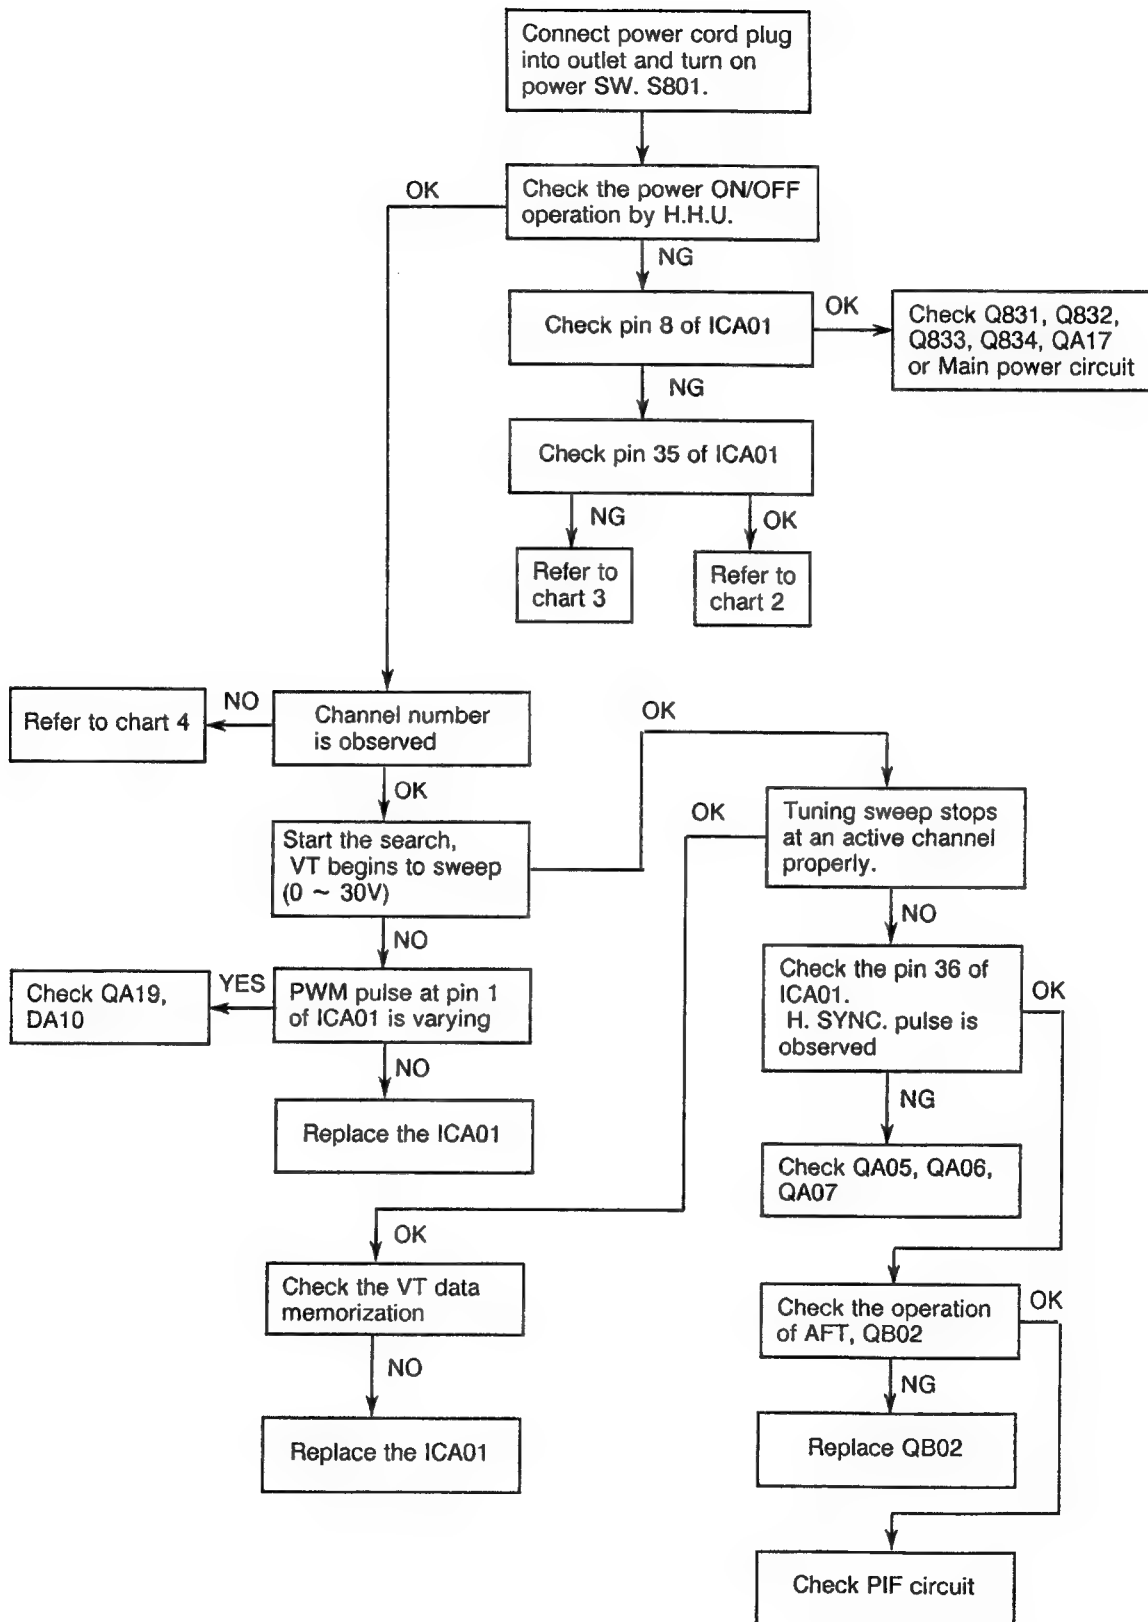 Connect power cord plug
into outlet and turn on
power SW. S801.
OK
Check the power ON/OFF
operation by H.H.U.
NG
Check pin 8 of ICA01
OK
Check Q831, Q832,
Q833, Q834, QA17
or Main power circuit
NG
Check pin 35 of ICA01
NG
OK
Refer to
chart 3
Refer to
chart 2
Refer to chart 4
NO
Channel number
is observed
OK
OK
Start the search,
VT begins to sweep
(0 ~ 30V)
OK
Tuning sweep stops
at an active channel
properly.
NO
NO
Check QA19,
DA10
YES
PWM pulse at pin 1
of ICA01 is varying
Check the pin 36 of
ICA01.
H. SYNC. pulse is
observed
OK
NO
NG
Replace the ICA01
Check QA05, QA06,
QA07
OK
Check the VT data
memorization
Check the operation
of AFT, QB02
OK
NO
NG
Replace the ICA01
Replace QB02
Check PIF circuit